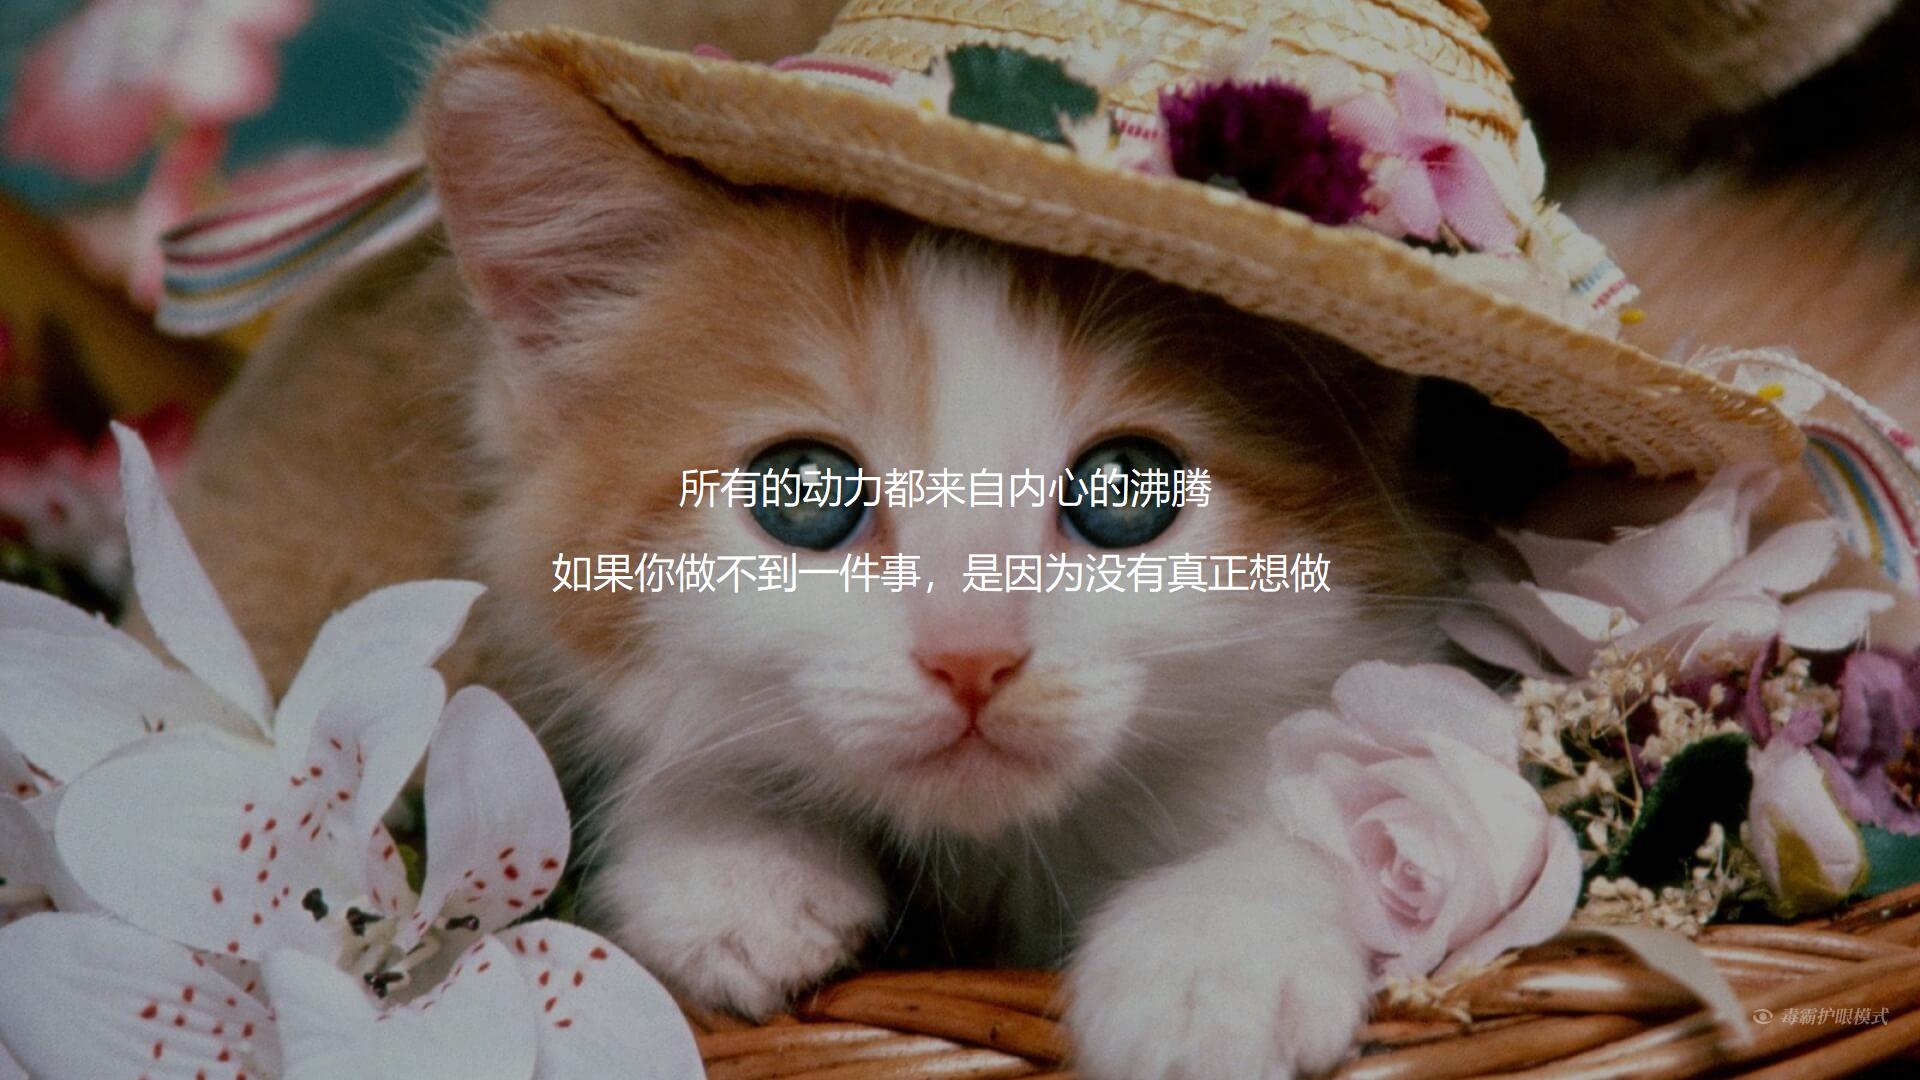 所有的动力都来自内心的沸腾
如果你做不到一件事，是因为没有真正想做
毒霸护眼模式